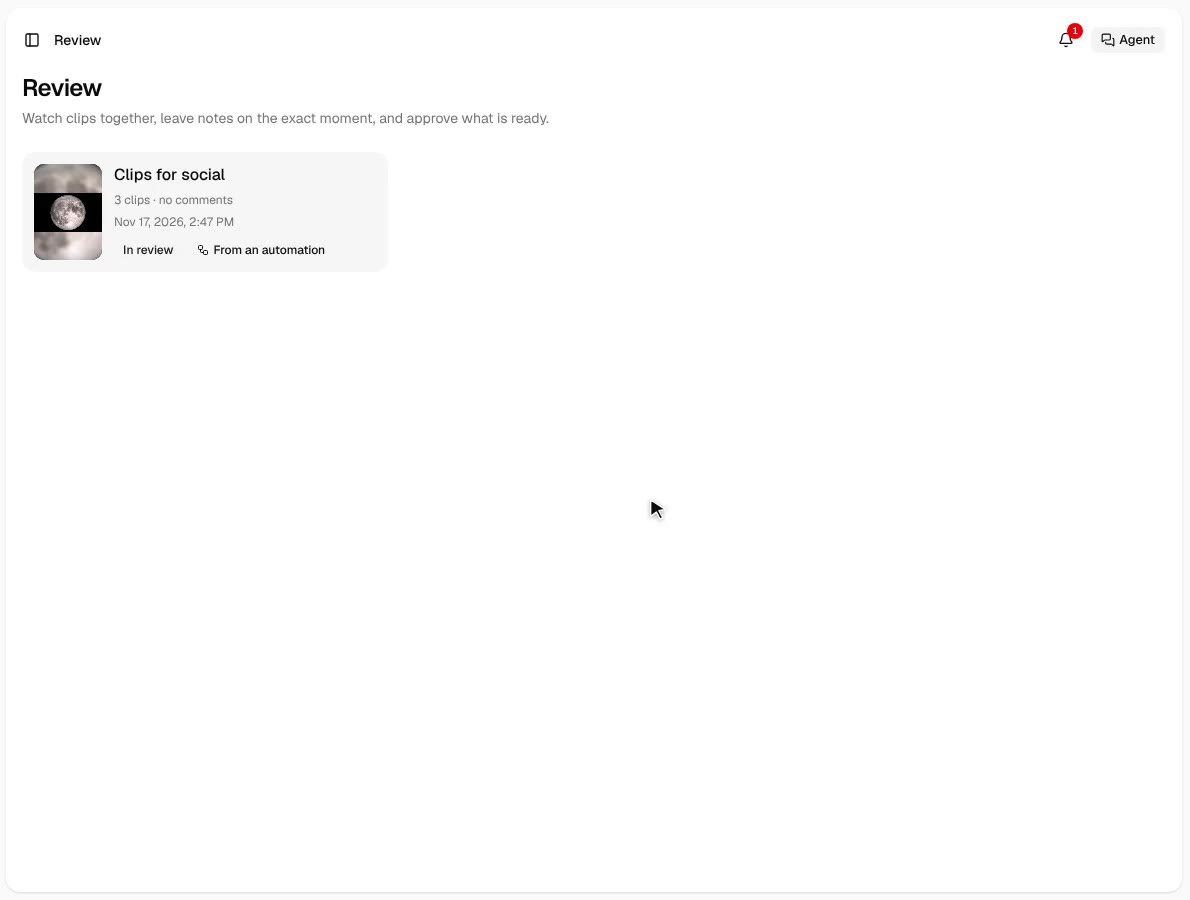 Review
1
Agent
Review
Watch clips together, leave notes on the exact moment, and approve what is ready.
Clips for social
3 clips · no comments
Nov 17, 2026, 2:47 PM
In review
From an automation